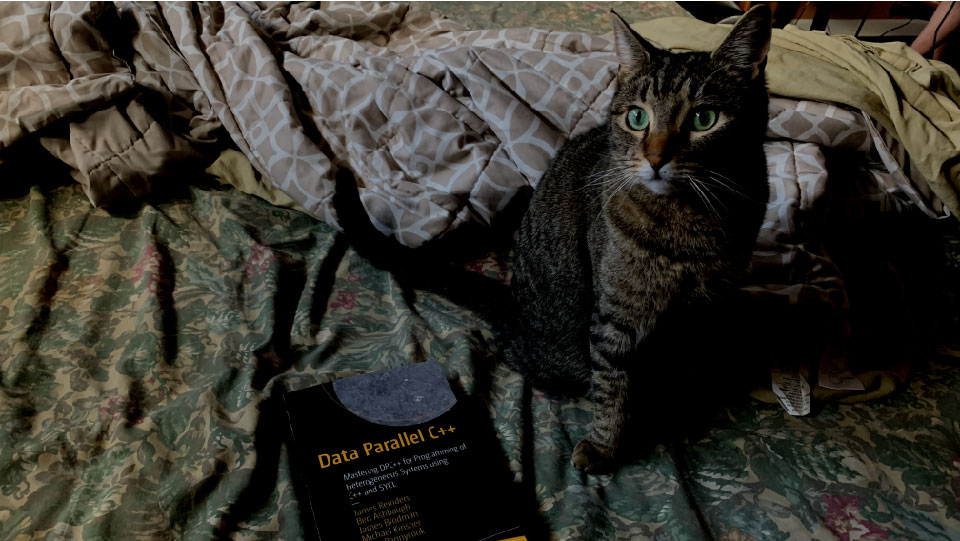 Data Parallel C++
Mastering DPC++ for Programming of
Heterogeneous Systems using
C++ and SYCL
James Reinders
Ben Ashbaugh
James Brodman
Michael Kinsner
Pennycook